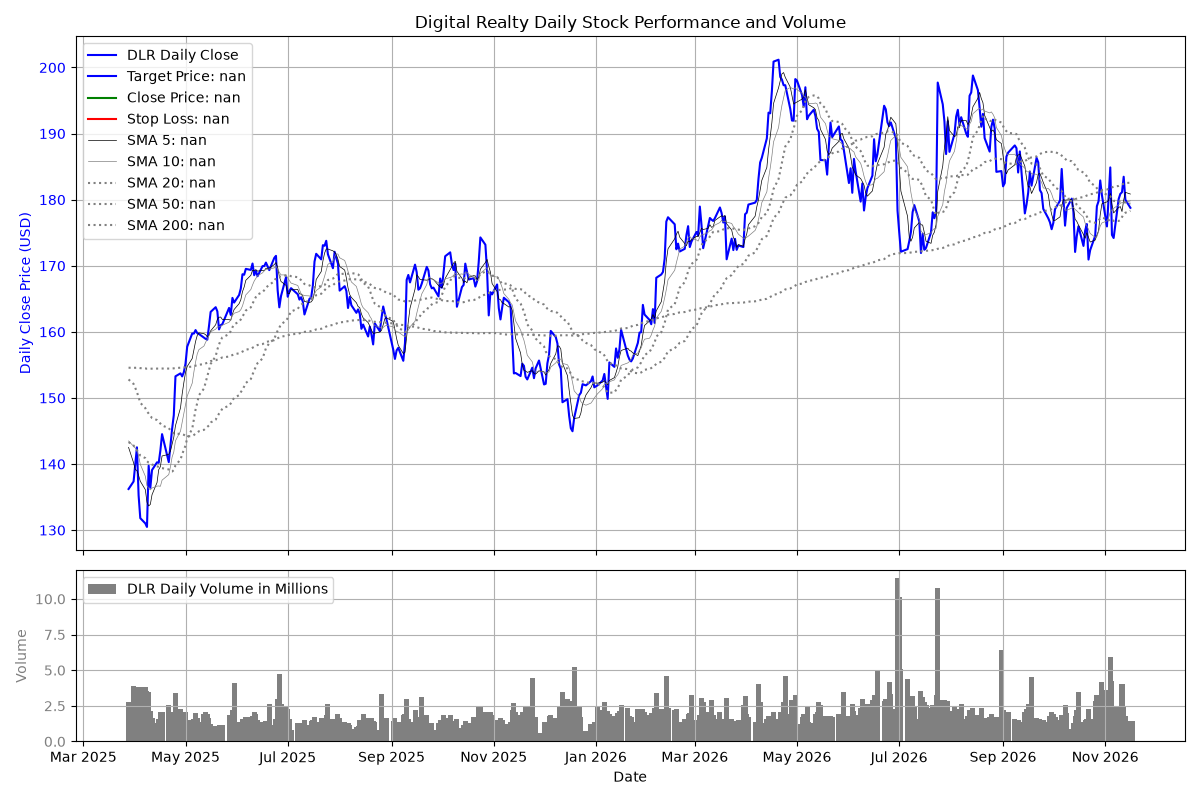 Digital Realty Daily Stock Performance and Volume
DLR Daily Close
Target Price: nan
Close Price: nan
Stop Loss: nan
SMA 5: nan
SMA 10: nan
SMA 20: nan
SMA 50: nan
SMA 200: nan
Daily Close Price (USD)
200
190
180
170
160
150
140
130
DLR Daily Volume in Millions
Volume
10.0
7.5
5.0
2.5
0.0
Mar 2025 May 2025 Jul 2025 Sep 2025 Nov 2025 Jan 2026 Mar 2026 May 2026 Jul 2026 Sep 2026 Nov 2026
Date